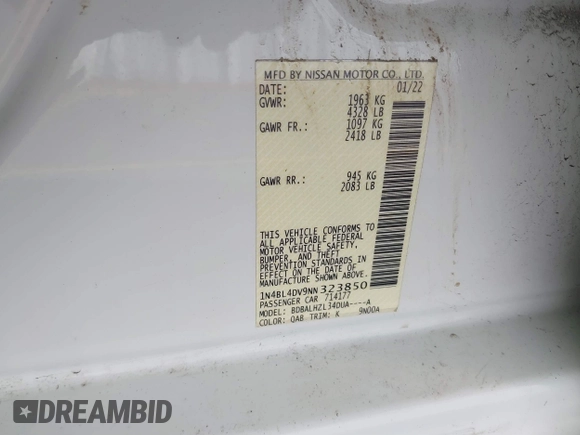 MFD BY NISSAN MOTOR CO., LTD.
DATE: 01/22
GVWR: 1963 KG
4328 LB
GAWR FR.: 1097 KG
2418 LB
GAWR RR.: 945 KG
2083 LB
THIS VEHICLE CONFORMS TO
ALL APPLICABLE FEDERAL
MOTOR VEHICLE SAFETY,
BUMPER, AND THEFT
PREVENTION STANDARDS IN
EFFECT ON THE DATE OF
MANUFACTURE SHOWN ABOVE.
1N4BL4DV9NN323850
PASSENGER CAR 714177
MODEL: BDBALHZL34DUA----A
COLOR: QAB TRIM: K 9N00A
DREAMBID